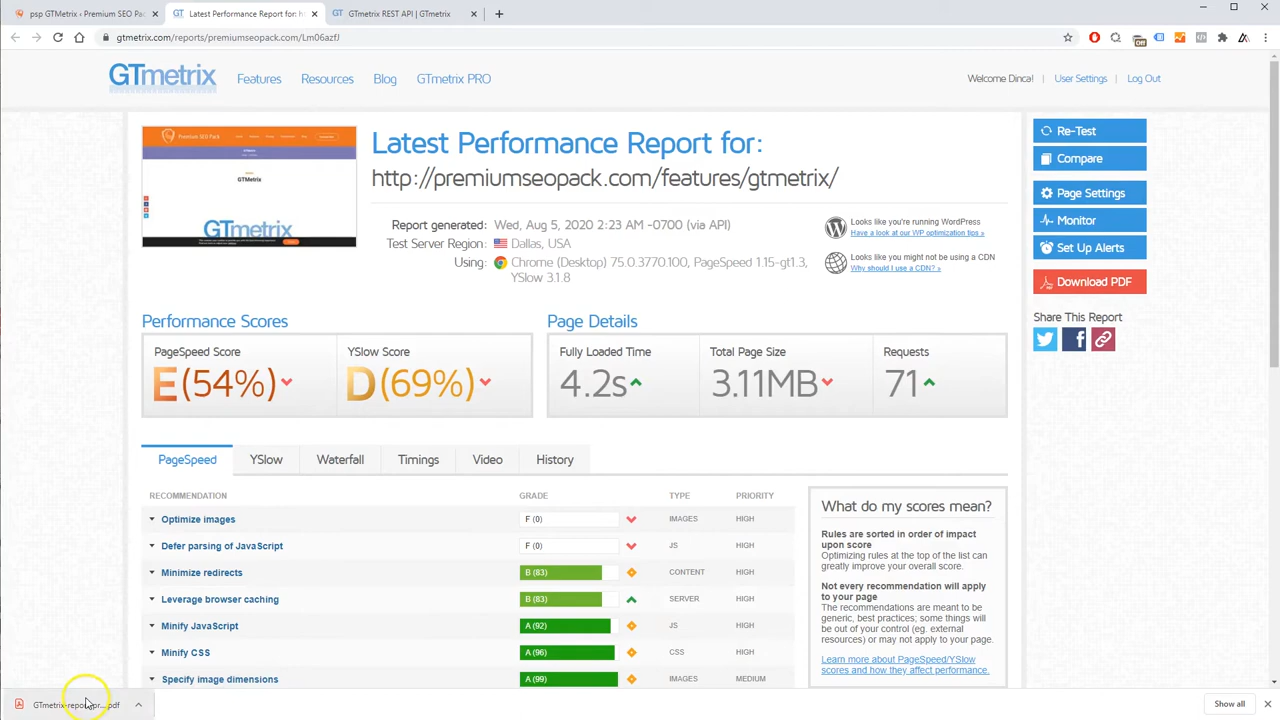 psp GTmetrix ‹ Premium SEO Pac
Latest Performance Report for: h
GTmetrix REST API | GTmetrix
gtmetrix.com/reports/premiumseopack.com/Lm06azfJ
Off
GTmetrix
Features
Resources
Blog
GTmetrix PRO
Welcome Dinca!
User Settings
Log Out
Premium SEO Pack
GTMetrix
GTmetrix
Latest Performance Report for:
http://premiumseopack.com/features/gtmetrix/
Report generated: Wed, Aug 5, 2020 2:23 AM -0700 (via API)
Test Server Region: Dallas, USA
Using: Chrome (Desktop) 75.0.3770.100, PageSpeed 1.15-gt1.3,
YSlow 3.1.8
Looks like you're running WordPress
Have a look at our WP optimization tips »
Looks like you might not be using a CDN
Why should I use a CDN? »
Re-Test
Compare
Page Settings
Monitor
Set Up Alerts
Download PDF
Share This Report
Performance Scores
PageSpeed Score
E(54%)
YSlow Score
D(69%)
Page Details
Fully Loaded Time
4.2s
Total Page Size
3.11MB
Requests
71
PageSpeed
YSlow
Waterfall
Timings
Video
History
RECOMMENDATION GRADE TYPE PRIORITY
Optimize images F (0) IMAGES HIGH
Defer parsing of JavaScript F (0) JS HIGH
Minimize redirects B (83) CONTENT HIGH
Leverage browser caching B (83) SERVER HIGH
Minify JavaScript A (92) JS HIGH
Minify CSS A (96) CSS HIGH
Specify image dimensions A (99) IMAGES MEDIUM
What do my scores mean?
Rules are sorted in order of impact
upon score
Optimizing rules at the top of the list can
greatly improve your overall score.
Not every recommendation will apply
to your page
The recommendations are meant to be
generic, best practices; some things
will be out of your control (eg. external
resources) or may not apply to your page.
Learn more about PageSpeed/YSlow
scores and how they affect performance.
Show all